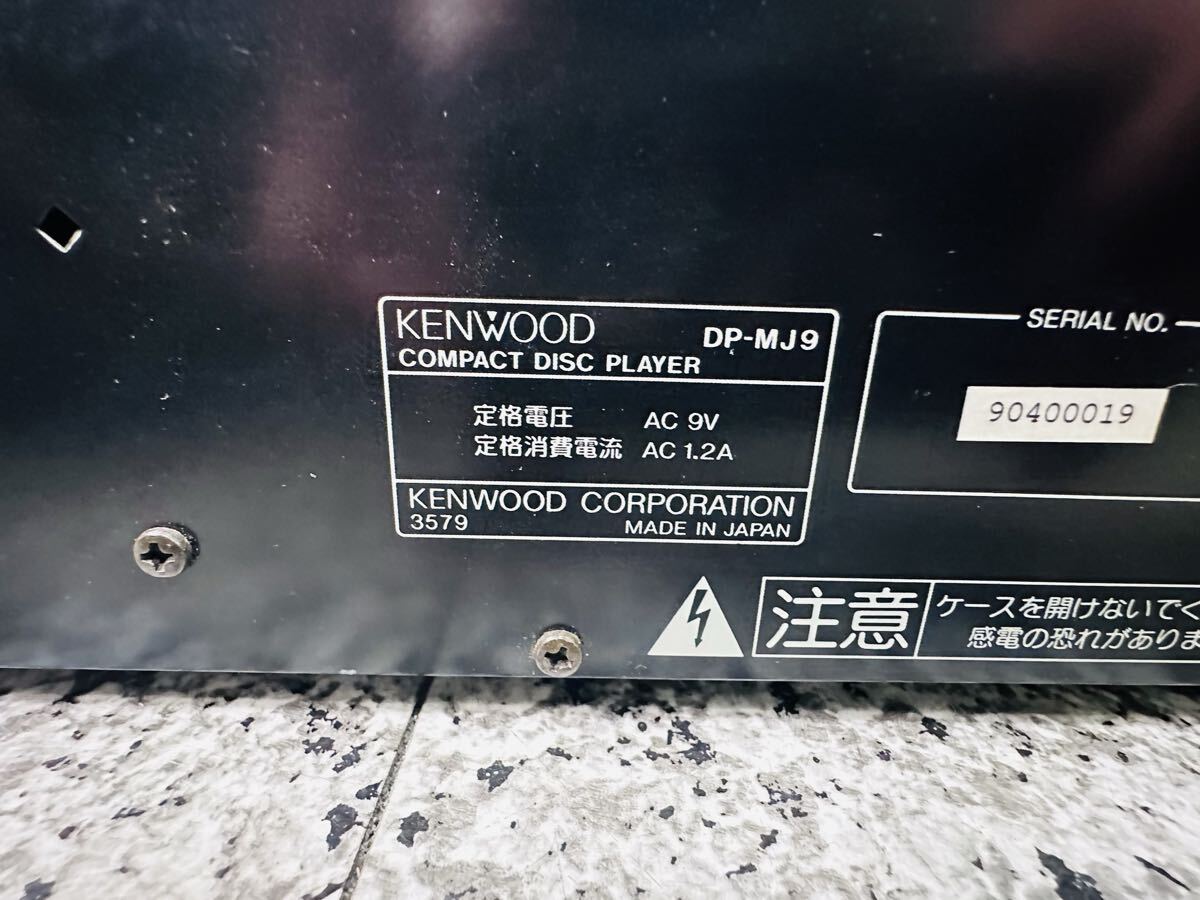 KENWOOD DP-MJ9
COMPACT DISC PLAYER
定格電圧 AC 9V
定格消費電流 AC 1.2A
KENWOOD CORPORATION
3579 MADE IN JAPAN
SERIAL NO.
90400019
注意
ケースを開けないでく
感電の恐れがありま